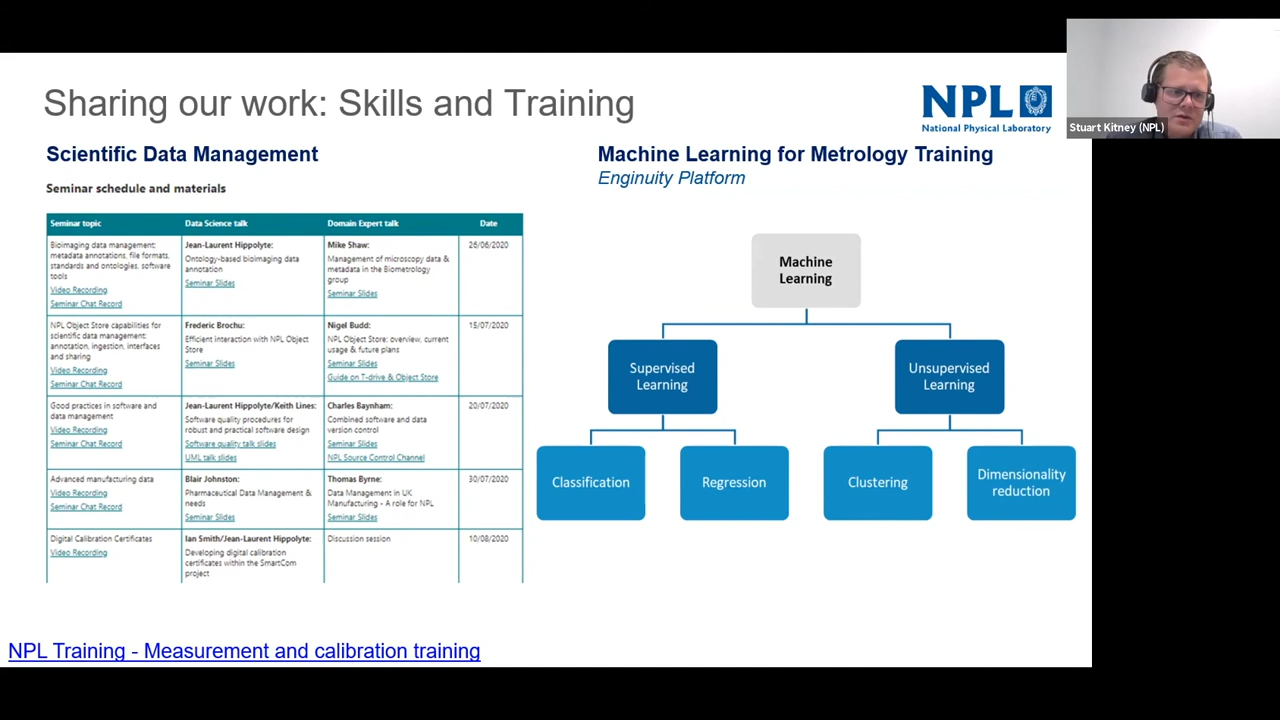 Sharing our work: Skills and Training
NPL
National Physical Laboratory
Stuart Kitney (NPL)
Scientific Data Management
Seminar schedule and materials
Seminar topic
Data Science talk
Domain Expert talk
Date
Bioimaging data management:
metadata annotations, file formats,
standards and ontologies, software
tools
Video Recording
Seminar Chat Record
Jean-Laurent Hippolyte:
Ontology-based bioimaging data
annotation
Seminar Slides
Mike Shaw:
Management of microscopy data &
metadata in the Biometrology
group
Seminar Slides
26/06/2020
NPL Object Store capabilities for
scientific data management:
annotation, ingestion, interfaces
and sharing
Video Recording
Seminar Chat Record
Frederic Brochu:
Efficient interaction with NPL Object
Store
Seminar Slides
Nigel Budd:
NPL Object Store: overview, current
usage & future plans
Seminar Slides
Guide on T-drive & Object Store
15/07/2020
Good practices in software and
data management
Video Recording
Seminar Chat Record
Jean-Laurent Hippolyte/Keith Lines:
Software quality procedures for
robust and practical software design
Software quality talk slides
UML talk slides
Charles Baynham:
Combined software and data
version control
Seminar Slides
NPL Source Control Channel
20/07/2020
Advanced manufacturing data
Video Recording
Seminar Chat Record
Blair Johnston:
Pharmaceutical Data Management &
needs
Seminar Slides
Thomas Byrne:
Data Management in UK
Manufacturing - A role for NPL
Seminar Slides
30/07/2020
Digital Calibration Certificates
Video Recording
Ian Smith/Jean-Laurent Hippolyte:
Developing digital calibration
certificates within the SmartCom
project
Discussion session
10/08/2020
Machine Learning for Metrology Training
Enginuity Platform
Machine
Learning
Supervised
Learning
Unsupervised
Learning
Classification
Regression
Clustering
Dimensionality
reduction
NPL Training - Measurement and calibration training